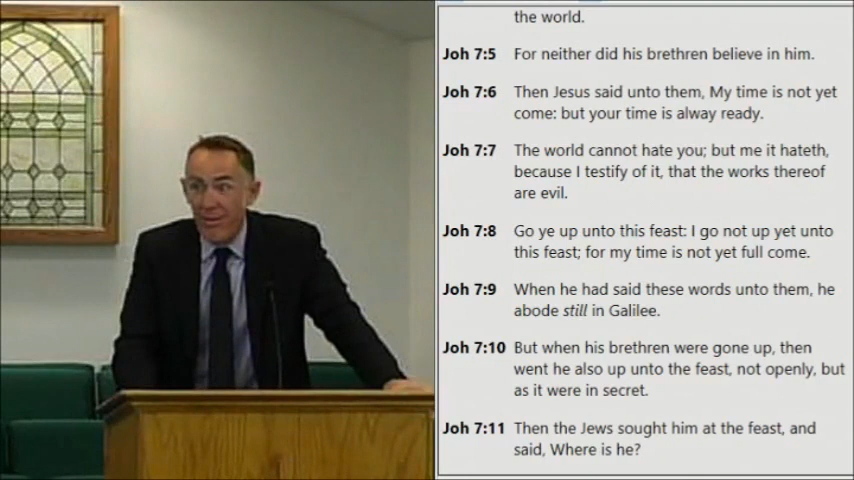 the world.
Joh 7:5 For neither did his brethren believe in him.
Joh 7:6 Then Jesus said unto them, My time is not yet
come: but your time is alway ready.
Joh 7:7 The world cannot hate you; but me it hateth,
because I testify of it, that the works thereof
are evil.
Joh 7:8 Go ye up unto this feast: I go not up yet unto
this feast; for my time is not yet full come.
Joh 7:9 When he had said these words unto them, he
abode still in Galilee.
Joh 7:10 But when his brethren were gone up, then
went he also up unto the feast, not openly, but
as it were in secret.
Joh 7:11 Then the Jews sought him at the feast, and
said, Where is he?